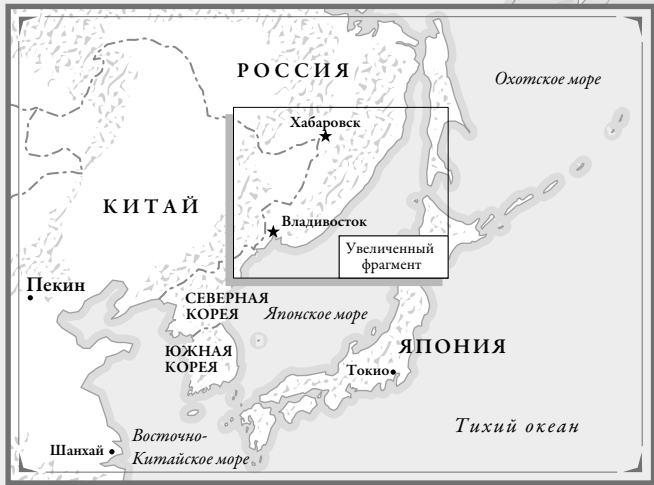 РОССИЯ
Охотское море
Хабаровск
КИТАЙ
Владивосток
Увеличенный
фрагмент
Пекин
СЕВЕРНАЯ
КОРЕЯ
Японское море
ЮЖНАЯ
КОРЕЯ
ЯПОНИЯ
Токио
Тихий океан
Восточно-
Китайское море
Шанхай